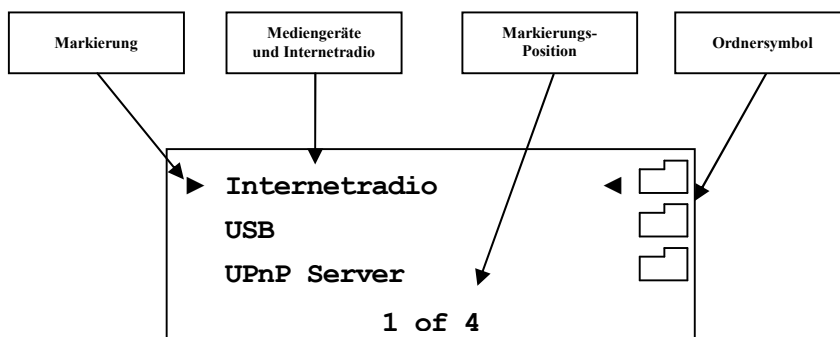 Markierung
Mediengeräte
und Internetradio
Markierungs-
Position
Ordnersymbol
Internetradio
USB
UPnP Server
1 of 4